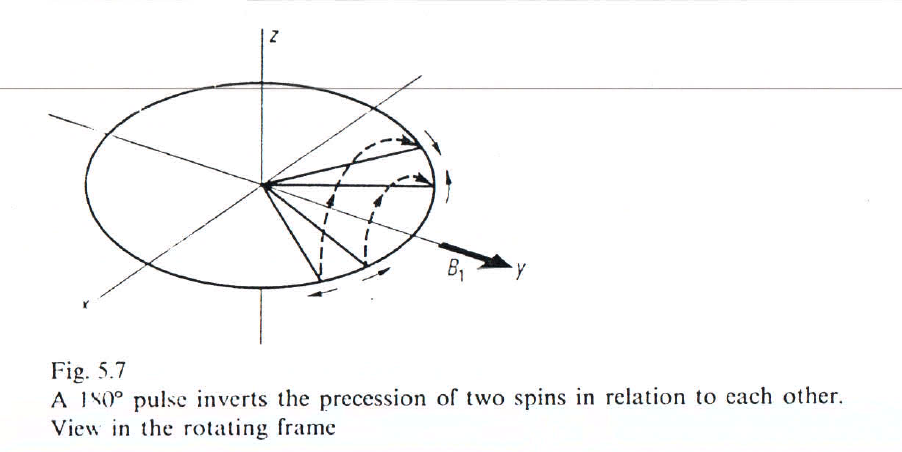 z
B₁
y
x
Fig. 5.7
A 180° pulse inverts the precession of two spins in relation to each other.
View in the rotating frame